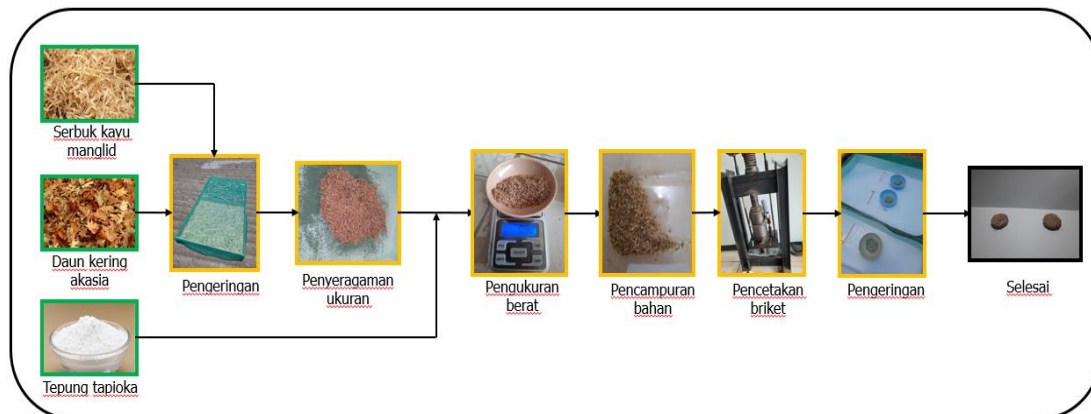 Serbuk kayu
manglid
Daun kering
akasia
Tepung tapioka
Pengeringan
Penyeragaman
ukuran
Pengukuran
berat
Pencampuran
bahan
Pencetakan
briket
Pengeringan
Selesai